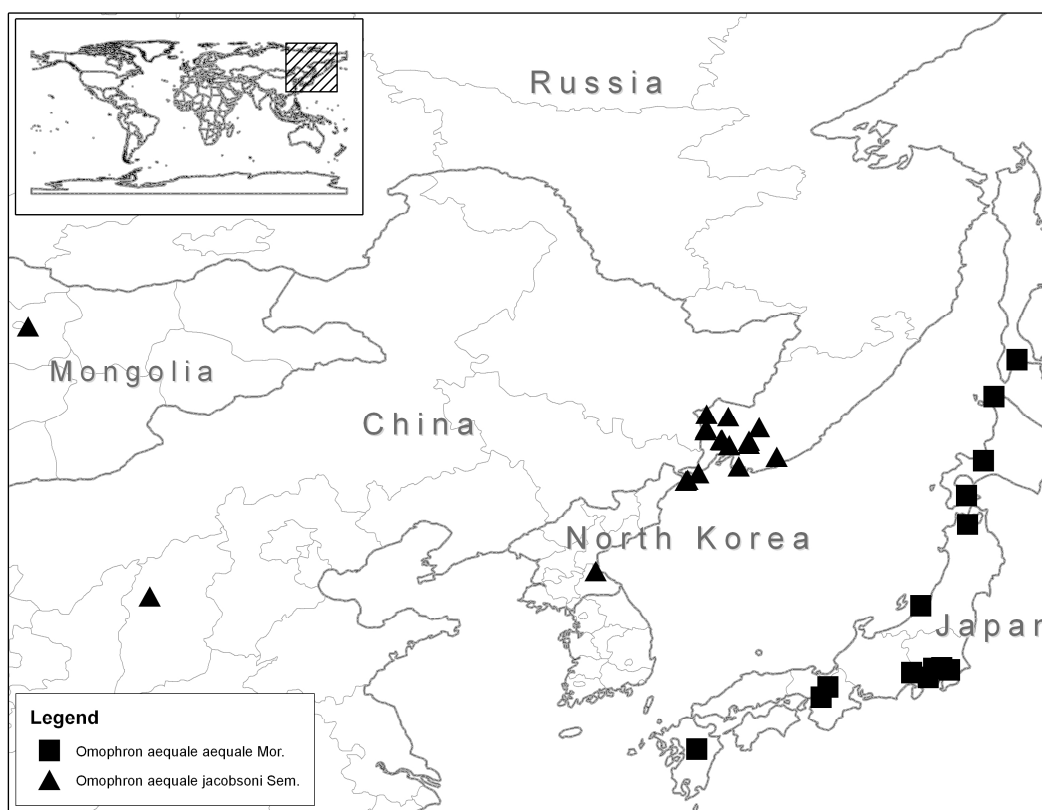 Russia
Mongolia
China
North Korea
Japan
Legend
Omophron aequale aequale Mor.
Omophron aequale jacobsoni Sem.